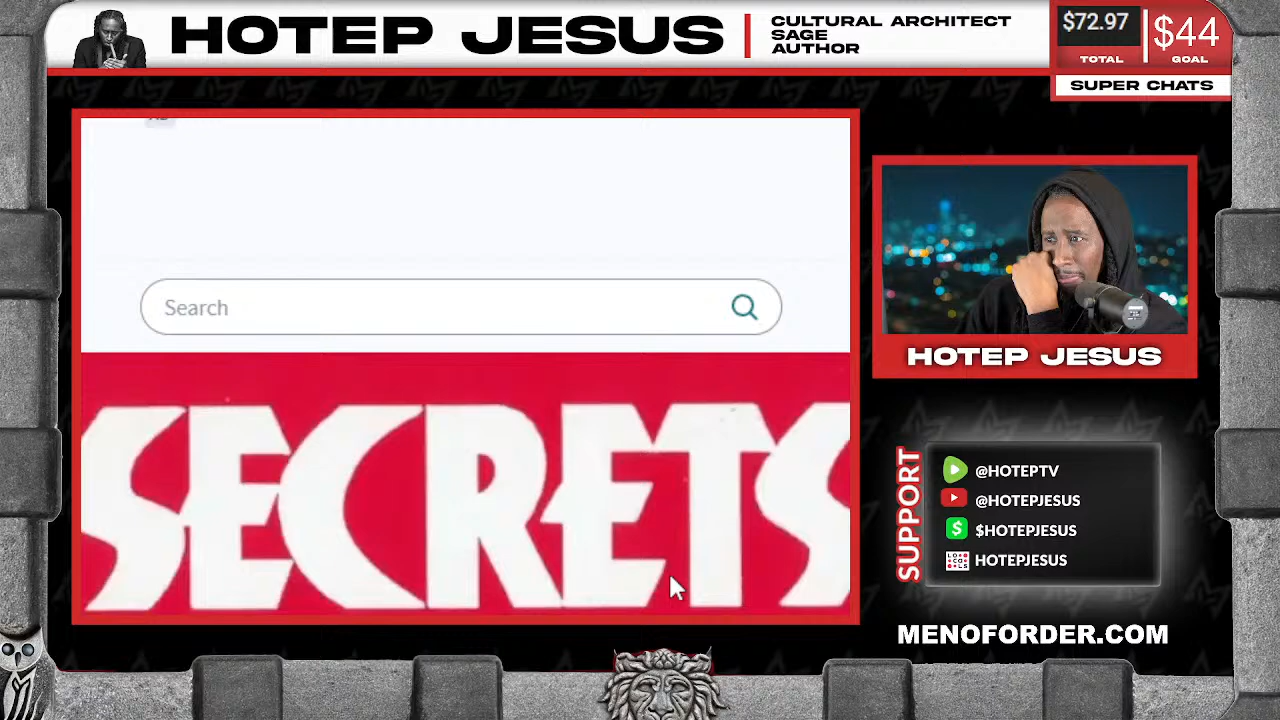 HOTEP JESUS
CULTURAL ARCHITECT
SAGE
AUTHOR
$72.97
TOTAL
$44
GOAL
SUPER CHATS
Search
SECRETS
HOTEP JESUS
SUPPORT
@HOTEPTV
@HOTEPJESUS
$HOTEPJESUS
LOCALS
HOTEPJESUS
MENOFORDER.COM